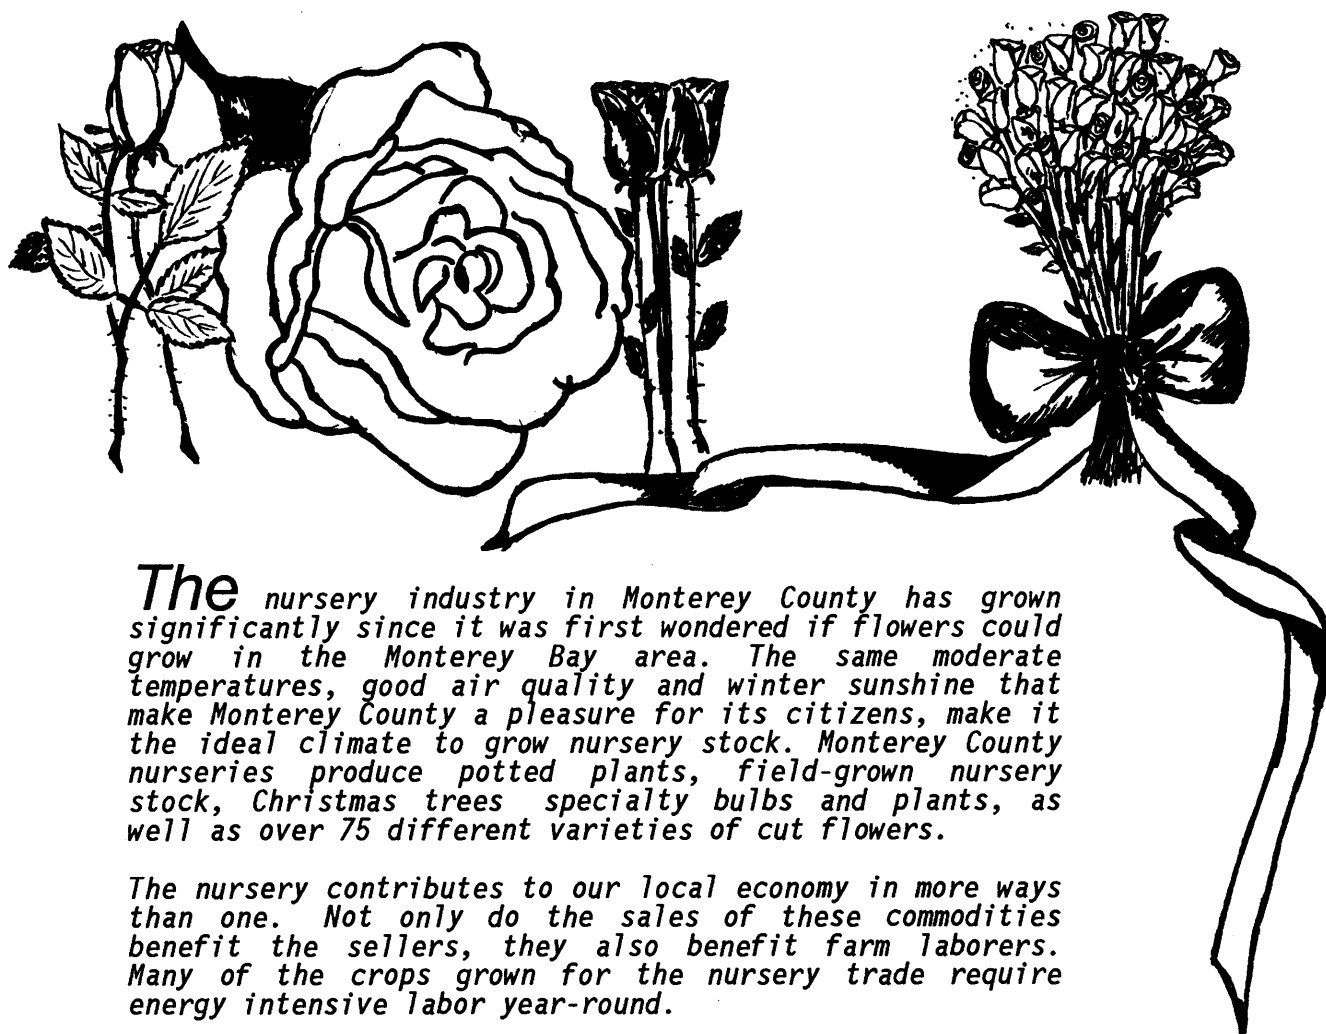 The nursery industry in Monterey County has grown
significantly since it was first wondered if flowers could
grow in the Monterey Bay area. The same moderate
temperatures, good air quality and winter sunshine that
make Monterey County a pleasure for its citizens, make it
the ideal climate to grow nursery stock. Monterey County
nurseries produce potted plants, field-grown nursery
stock, Christmas trees specialty bulbs and plants, as
well as over 75 different varieties of cut flowers.
The nursery contributes to our local economy in more ways
than one. Not only do the sales of these commodities
benefit the sellers, they also benefit farm laborers.
Many of the crops grown for the nursery trade require
energy intensive labor year-round.